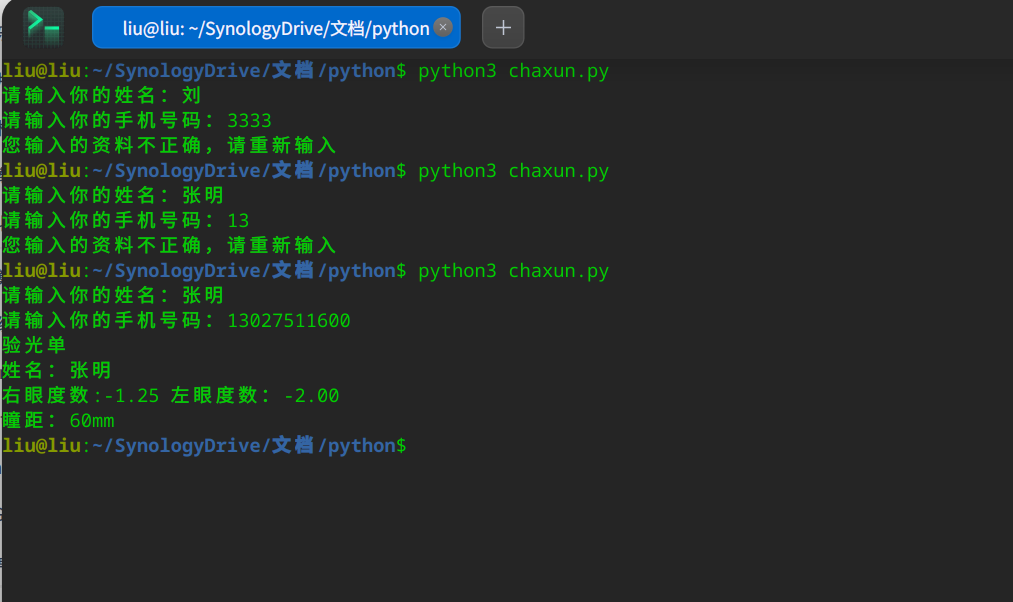 liu@liu: ~/SynologyDrive/文档/python
liu@liu:~/SynologyDrive/文档/python$ python3 chaxun.py
请输入你的姓名：刘
请输入你的手机号码：3333
您输入的资料不正确，请重新输入
liu@liu:~/SynologyDrive/文档/python$ python3 chaxun.py
请输入你的姓名：张明
请输入你的手机号码：13
您输入的资料不正确，请重新输入
liu@liu:~/SynologyDrive/文档/python$ python3 chaxun.py
请输入你的姓名：张明
请输入你的手机号码：13027511600
验光单
姓名：张明
右眼度数:-1.25 左眼度数：-2.00
瞳距：60mm
liu@liu:~/SynologyDrive/文档/python$